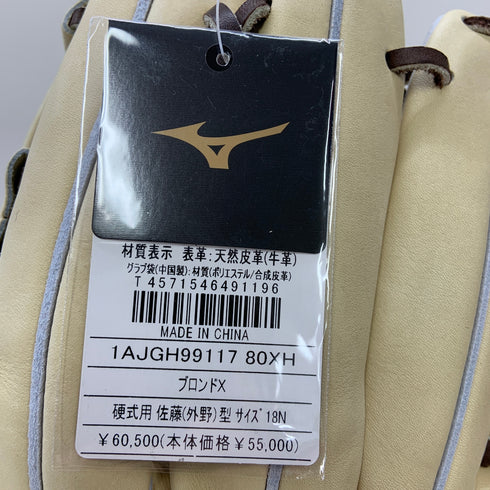 材質表示 表革:天然皮革(牛革)
グラブ袋(中国製):材質(ポリエステル/合成皮革)
T 4571546491196
MADE IN CHINA
1AJGH99117 80XH
ブロンドX
硬式用 佐藤(外野)型 サイズ 18N
￥60,500(本体価格￥55,000)